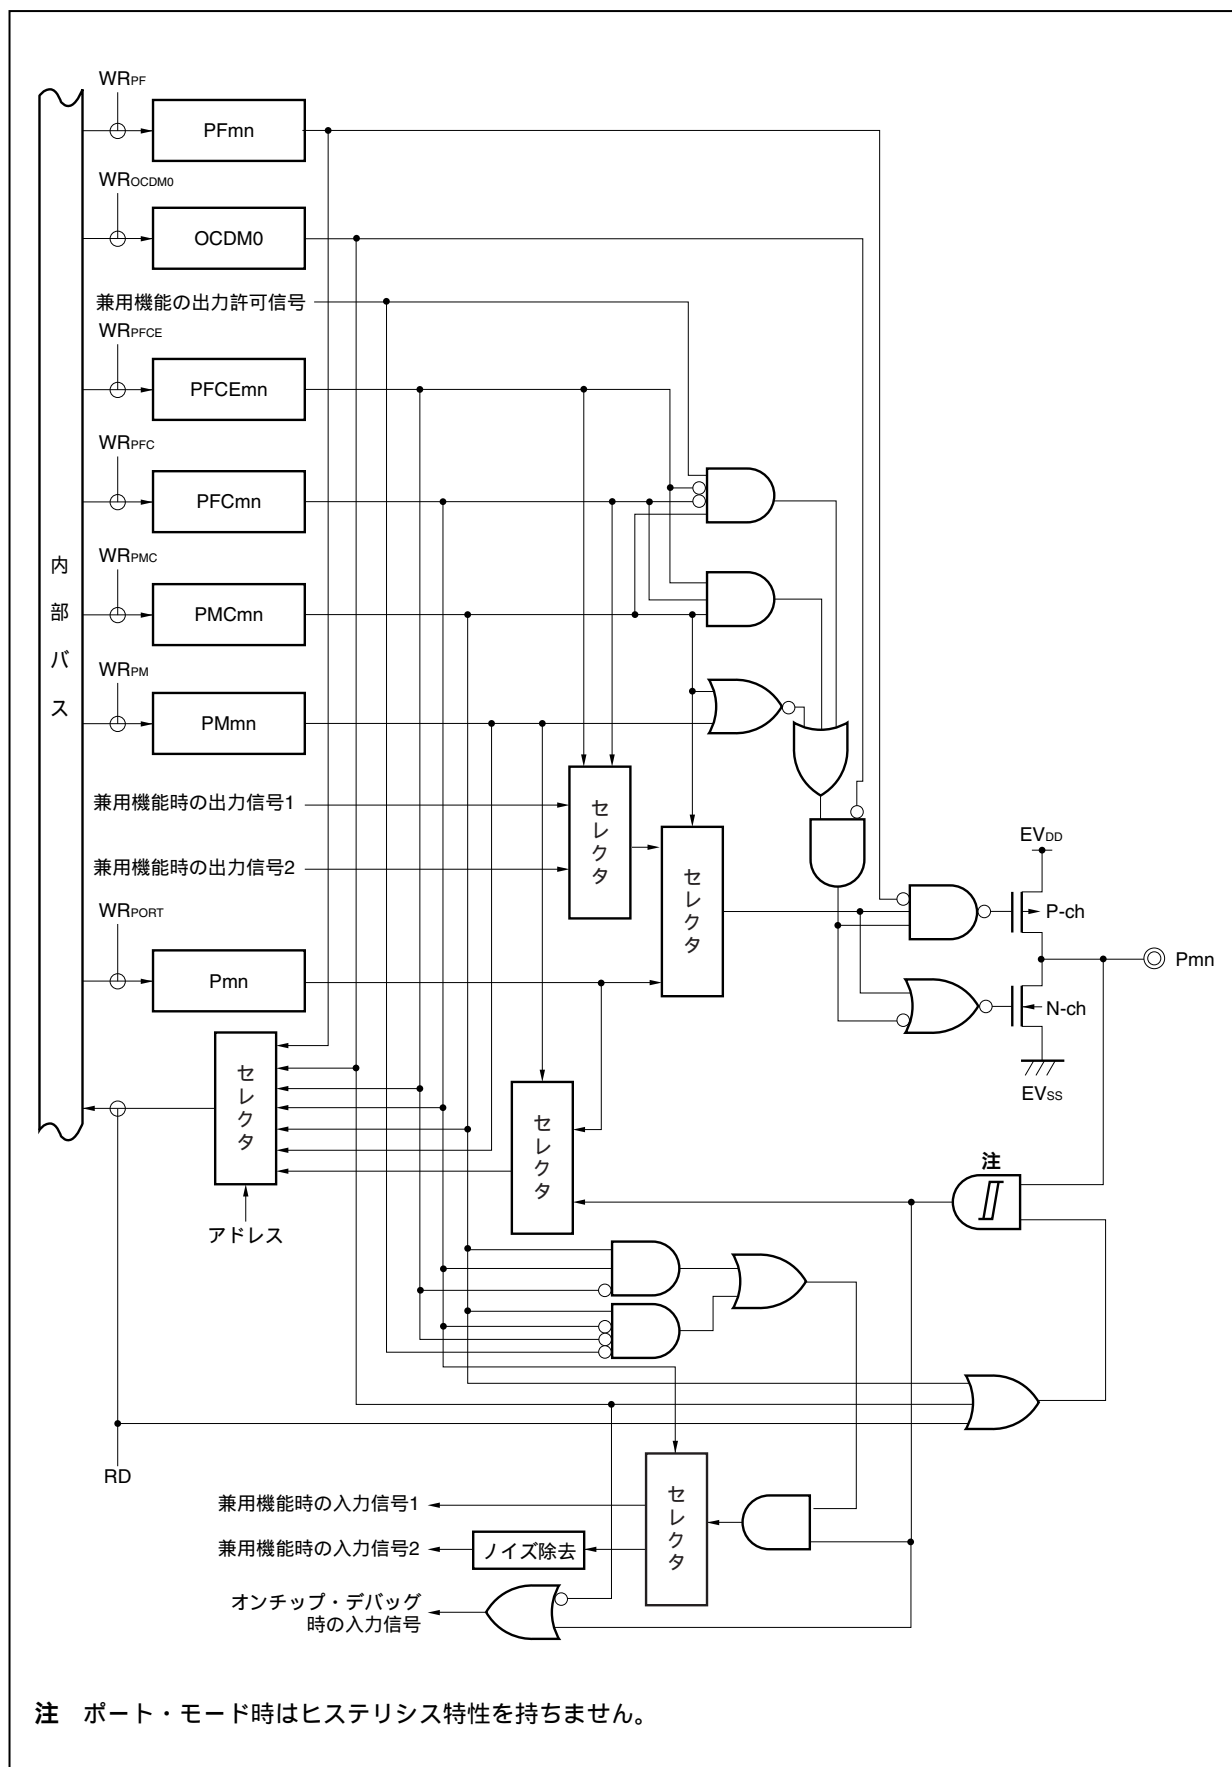 WRPF
PFmn
WROCDM0
OCDM0
兼用機能の出力許可信号
WRPFCE
PFCEmn
WRPFC
PFCmn
WRPMC
PMCmn
内部バス
WRPM
PMmn
兼用機能時の出力信号1
セレクタ
兼用機能時の出力信号2
セレクタ
EVDD
P-ch
WRPORT
Pmn
Pmn
N-ch
EVSS
セレクタ
セレクタ
アドレス
注
RD
兼用機能時の入力信号1
セレクタ
兼用機能時の入力信号2
ノイズ除去
オンチップ・デバッグ
時の入力信号
注 ポート・モード時はヒステリシス特性を持ちません。